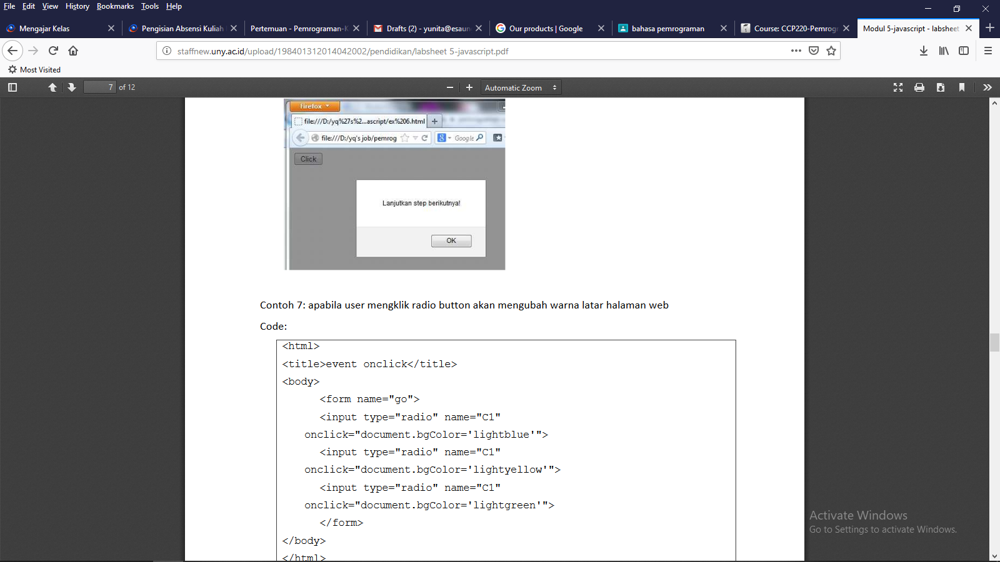 File Edit View History Bookmarks Tools Help
Mengajar Kelas
Pengisian Absensi Kuliah
Pertemuan - Pemrograman-K
Drafts (2) - yunita@esaun
Our products | Google
bahasa pemrograman
Course: CCP220-Pemrogr
Modul 5-javascript - labsheet
staffnew.uny.ac.id/upload/198401312014042002/pendidikan/labsheet 5-javascript.pdf
Most Visited
7 of 12
Automatic Zoom
Firefox
file:///D:/yq%27s%2...ascript/ex%206.html
file:///D:/yq's job/pemrog
Google
Click
Lanjutkan step berikutnya!
OK
Contoh 7: apabila user mengklik radio button akan mengubah warna latar halaman web
Code:
<html>
<title>event onclick</title>
<body>
<form name="go">
<input type="radio" name="C1"
onclick="document.bgColor='lightblue'">
<input type="radio" name="C1"
onclick="document.bgColor='lightyellow'">
<input type="radio" name="C1"
onclick="document.bgColor='lightgreen'">
</form>
</body>
</html>
Activate Windows
Go to Settings to activate Windows.